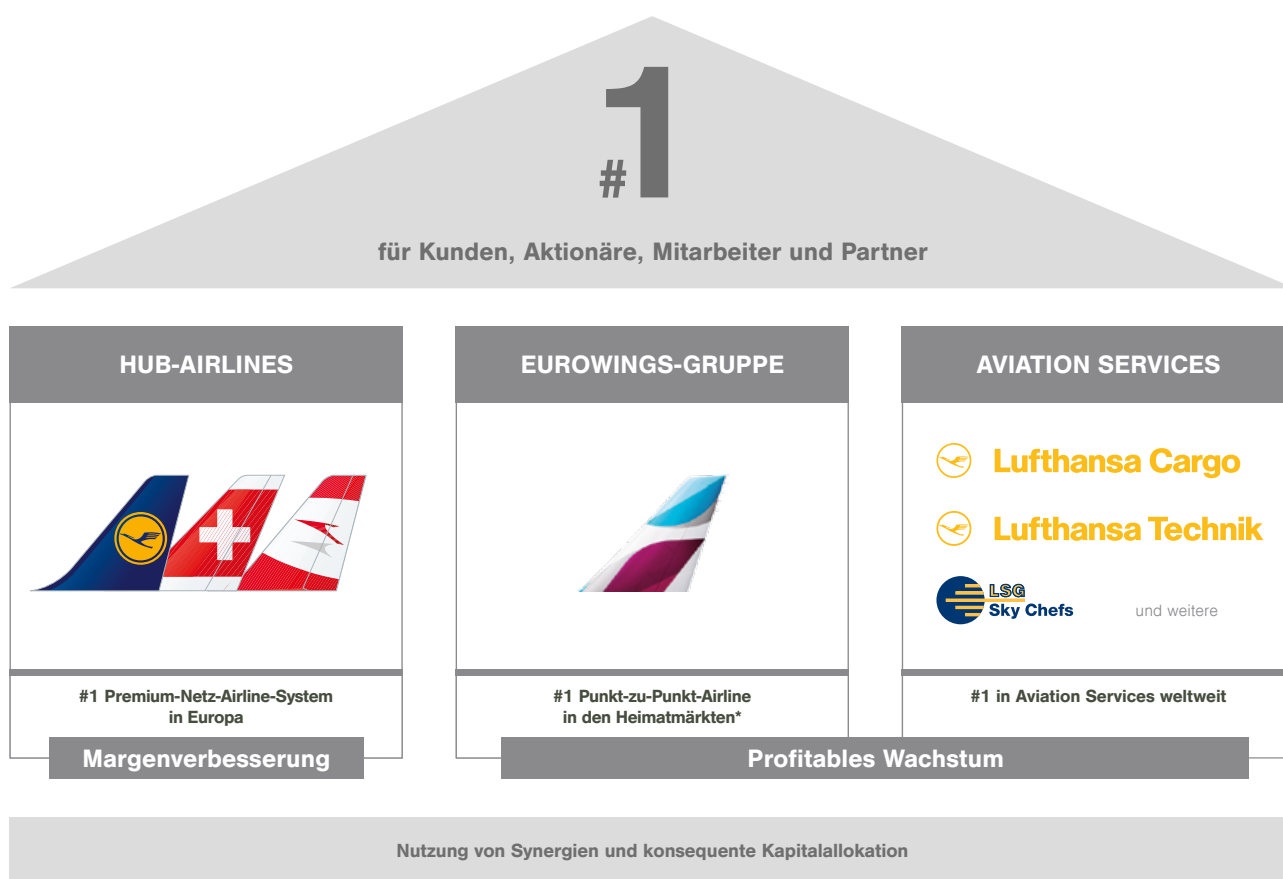 #1
für Kunden, Aktionäre, Mitarbeiter und Partner
HUB-AIRLINES
#1 Premium-Netz-Airline-System
in Europa
Margenverbesserung
EUROWINGS-GRUPPE
#1 Punkt-zu-Punkt-Airline
in den Heimatmärkten*
AVIATION SERVICES
Lufthansa Cargo
Lufthansa Technik
LSG
Sky Chefs
und weitere
#1 in Aviation Services weltweit
Profitables Wachstum
Nutzung von Synergien und konsequente Kapitalallokation